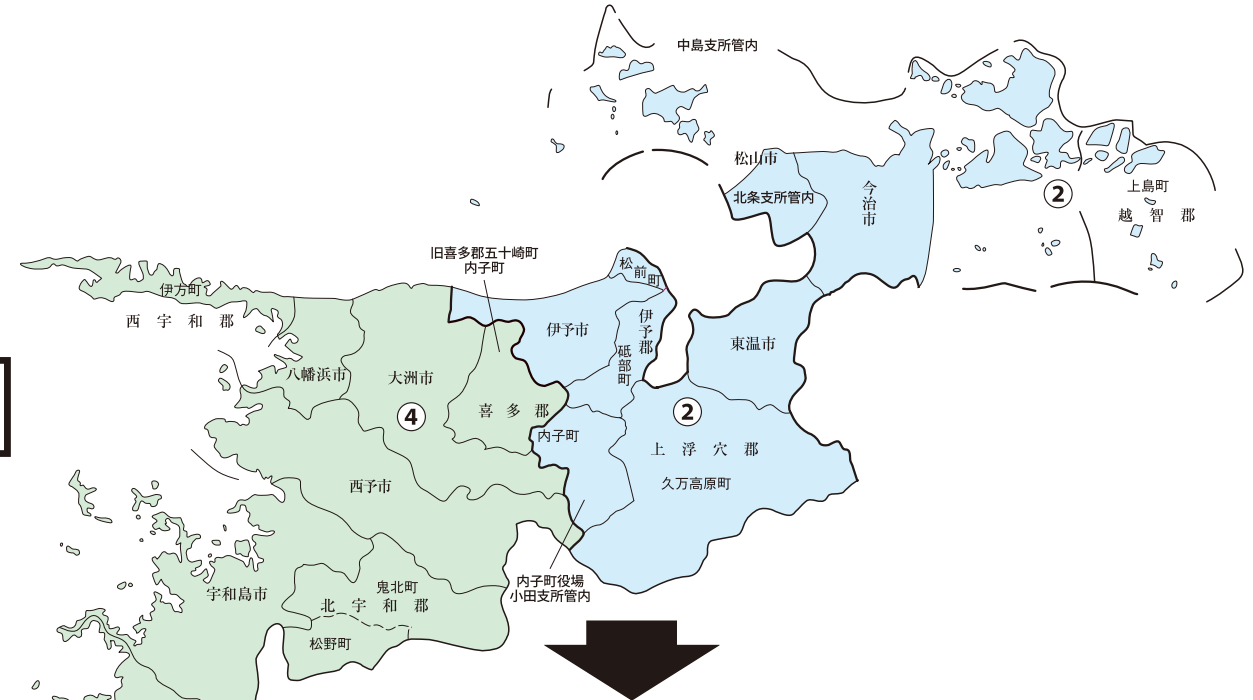 中島支所管内
松山市
北条支所管内
今治市
②
上島町
越智郡
旧喜多郡五十崎町
内子町
松前町
伊方町
西宇和郡
伊予市
伊予郡
砥部町
東温市
八幡浜市
大洲市
④
喜多郡
内子町
②
上浮穴郡
久万高原町
西予市
内子町役場
小田支所管内
宇和島市
鬼北町
北宇和郡
松野町